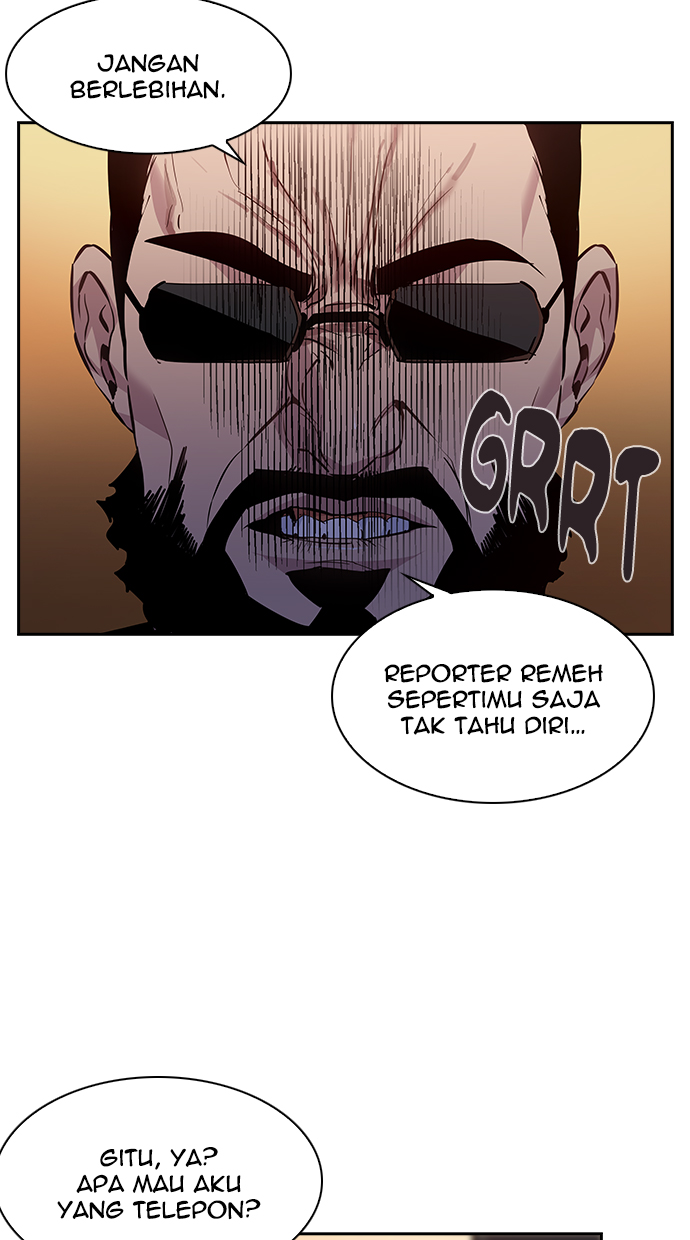 JANGAN
BERLEBIHAN.
GRRT
REPORTER REMEH
SEPERTIMU SAJA
TAK TAHU DIRI...
GITU, YA?
APA MAU AKU
YANG TELEPON?